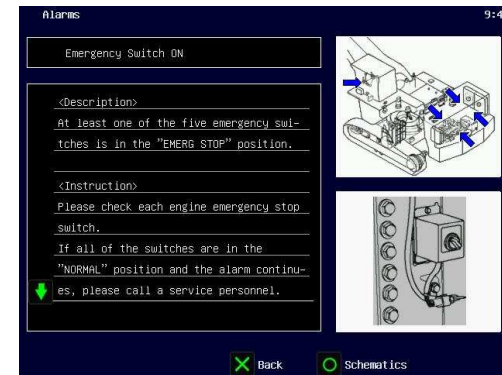 Alarms
9:4
Emergency Switch ON
<Description>
At least one of the five emergency swi-
tches is in the "EMERG STOP" position.
<Instruction>
Please check each engine emergency stop
switch.
If all of the switches are in the
"NORMAL" position and the alarm continu-
es, please call a service personnel.
Back
Schematics